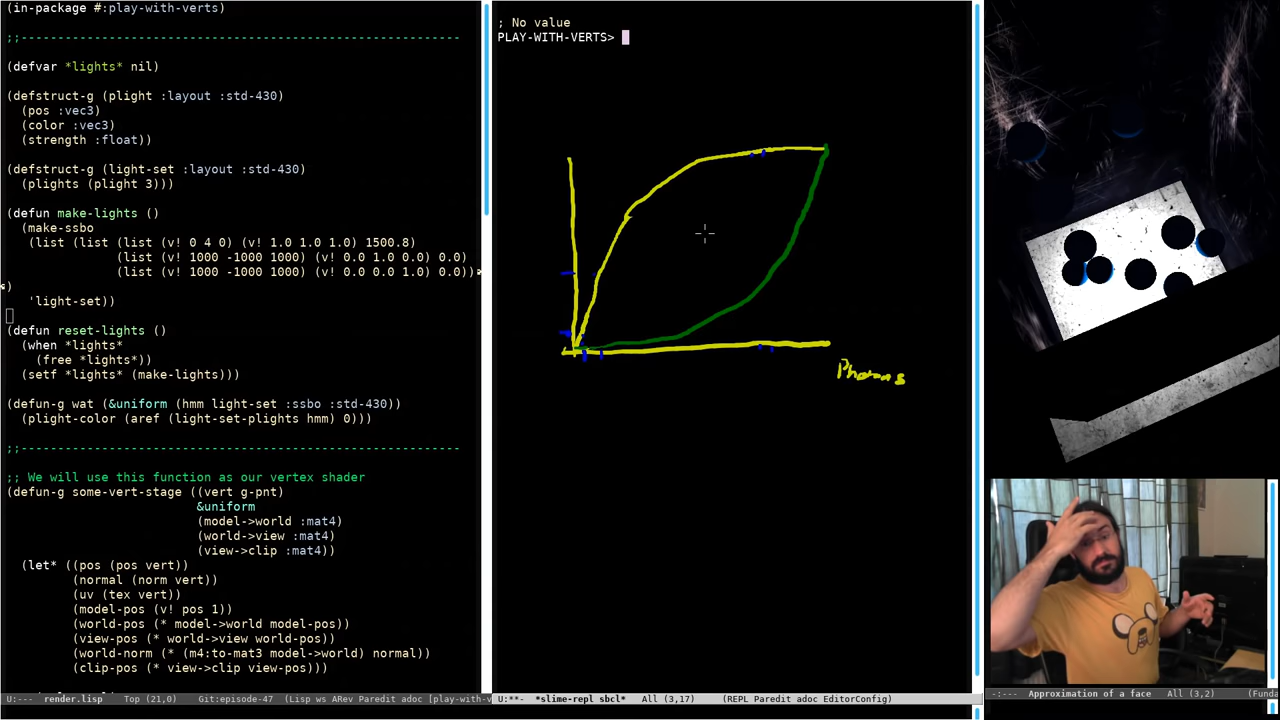 (in-package #:play-with-verts)
;;----------------------------------------------------------
(defvar *lights* nil)
(defstruct-g (plight :layout :std-430)
(pos :vec3)
(color :vec3)
(strength :float))
(defstruct-g (light-set :layout :std-430)
(plights (plight 3)))
(defun make-lights ()
(make-ssbo
(list (list (list (v! 0 4 0) (v! 1.0 1.0 1.0) 1500.8)
(list (v! 1000 -1000 1000) (v! 0.0 1.0 0.0) 0.0)
(list (v! 1000 -1000 1000) (v! 0.0 0.0 1.0) 0.0))
)
'light-set))
(defun reset-lights ()
(when *lights*
(free *lights*))
(setf *lights* (make-lights)))
(defun-g wat (&uniform (hmm light-set :ssbo :std-430))
(plight-color (aref (light-set-plights hmm) 0)))
;;----------------------------------------------------------
;; We will use this function as our vertex shader
(defun-g some-vert-stage ((vert g-pnt)
&uniform
(model->world :mat4)
(world->view :mat4)
(view->clip :mat4))
(let* ((pos (pos vert))
(normal (norm vert))
(uv (tex vert))
(model-pos (v! pos 1))
(world-pos (* model->world model-pos))
(view-pos (* world->view world-pos))
(world-norm (* (m4:to-mat3 model->world) normal))
(clip-pos (* view->clip view-pos)))
U:--- render.lisp Top (21,0) Git:episode-47 (Lisp ws ARev Paredit adoc [play-with-v
; No value
PLAY-WITH-VERTS>
Photons
U:**- *slime-repl sbcl* All (3,17) (REPL Paredit adoc EditorConfig)
-:--- Approximation of a face All (3,2) (Funda